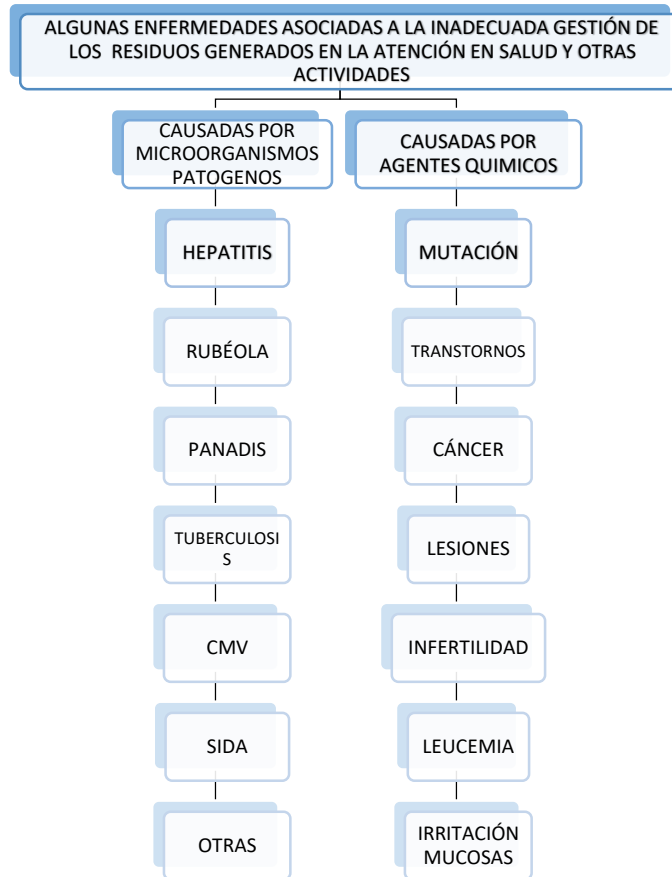 ALGUNAS ENFERMEDADES ASOCIADAS A LA INADECUADA GESTIÓN DE
LOS RESIDUOS GENERADOS EN LA ATENCIÓN EN SALUD Y OTRAS
ACTIVIDADES
CAUSADAS POR
MICROORGANISMOS
PATOGENOS
HEPATITIS
RUBÉOLA
PANADIS
TUBERCULOSI
S
CMV
SIDA
OTRAS
CAUSADAS POR
AGENTES QUIMICOS
MUTACIÓN
TRANSTORNOS
CÁNCER
LESIONES
INFERTILIDAD
LEUCEMIA
IRRITACIÓN
MUCOSAS